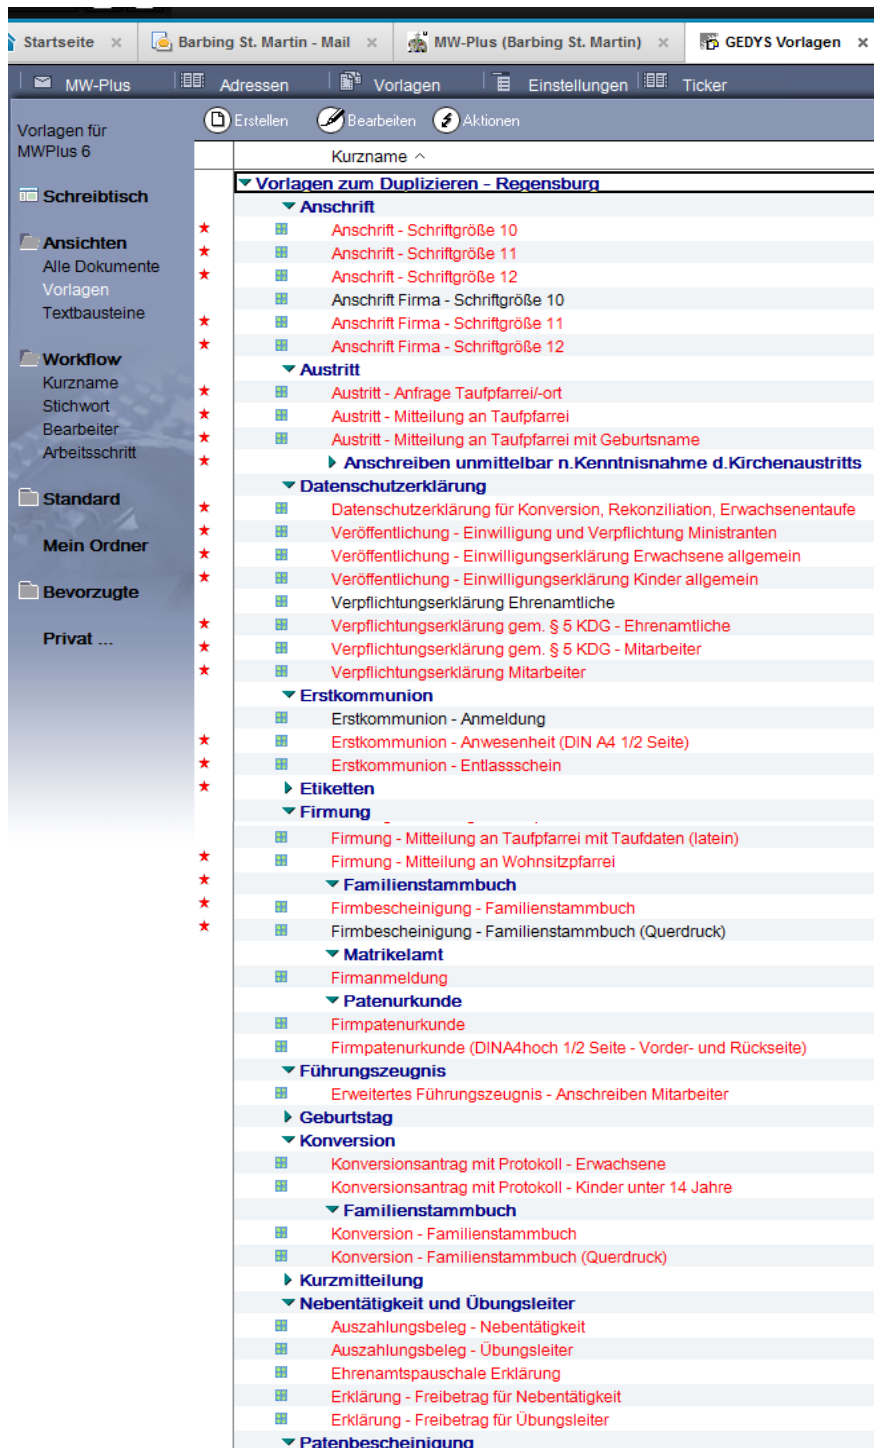 Startseite
Barbing St. Martin - Mail
MW-Plus (Barbing St. Martin)
GEDYS Vorlagen
MW-Plus
Adressen
Vorlagen
Einstellungen
Ticker
Vorlagen für
MWPlus 6
Schreibtisch
Ansichten
Alle Dokumente
Vorlagen
Textbausteine
Workflow
Kurzname
Stichwort
Bearbeiter
Arbeitsschritt
Standard
Mein Ordner
Bevorzugte
Privat ...
Erstellen
Bearbeiten
Aktionen
Kurzname
Vorlagen zum Duplizieren - Regensburg
Anschrift
Anschrift - Schriftgröße 10
Anschrift - Schriftgröße 11
Anschrift - Schriftgröße 12
Anschrift Firma - Schriftgröße 10
Anschrift Firma - Schriftgröße 11
Anschrift Firma - Schriftgröße 12
Austritt
Austritt - Anfrage Taufpfarrei/-ort
Austritt - Mitteilung an Taufpfarrei
Austritt - Mitteilung an Taufpfarrei mit Geburtsname
Anschreiben unmittelbar n.Kenntnisnahme d.Kirchenaustritts
Datenschutzerklärung
Datenschutzerklärung für Konversion, Rekonziliation, Erwachsenentaufe
Veröffentlichung - Einwilligung und Verpflichtung Ministranten
Veröffentlichung - Einwilligungserklärung Erwachsene allgemein
Veröffentlichung - Einwilligungserklärung Kinder allgemein
Verpflichtungserklärung Ehrenamtliche
Verpflichtungserklärung gem. § 5 KDG - Ehrenamtliche
Verpflichtungserklärung gem. § 5 KDG - Mitarbeiter
Verpflichtungserklärung Mitarbeiter
Erstkommunion
Erstkommunion - Anmeldung
Erstkommunion - Anwesenheit (DIN A4 1/2 Seite)
Erstkommunion - Entlassschein
Etiketten
Firmung
Firmung - Mitteilung an Taufpfarrei mit Taufdaten (latein)
Firmung - Mitteilung an Wohnsitzpfarrei
Familienstammbuch
Firmbescheinigung - Familienstammbuch
Firmbescheinigung - Familienstammbuch (Querdruck)
Matrikelamt
Firmanmeldung
Patenurkunde
Firmpatenurkunde
Firmpatenurkunde (DINA4hoch 1/2 Seite - Vorder- und Rückseite)
Führungszeugnis
Erweitertes Führungszeugnis - Anschreiben Mitarbeiter
Geburtstag
Konversion
Konversionsantrag mit Protokoll - Erwachsene
Konversionsantrag mit Protokoll - Kinder unter 14 Jahre
Familienstammbuch
Konversion - Familienstammbuch
Konversion - Familienstammbuch (Querdruck)
Kurzmitteilung
Nebentätigkeit und Übungsleiter
Auszahlungsbeleg - Nebentätigkeit
Auszahlungsbeleg - Übungsleiter
Ehrenamtspauschale Erklärung
Erklärung - Freibetrag für Nebentätigkeit
Erklärung - Freibetrag für Übungsleiter
Patenbescheinigung